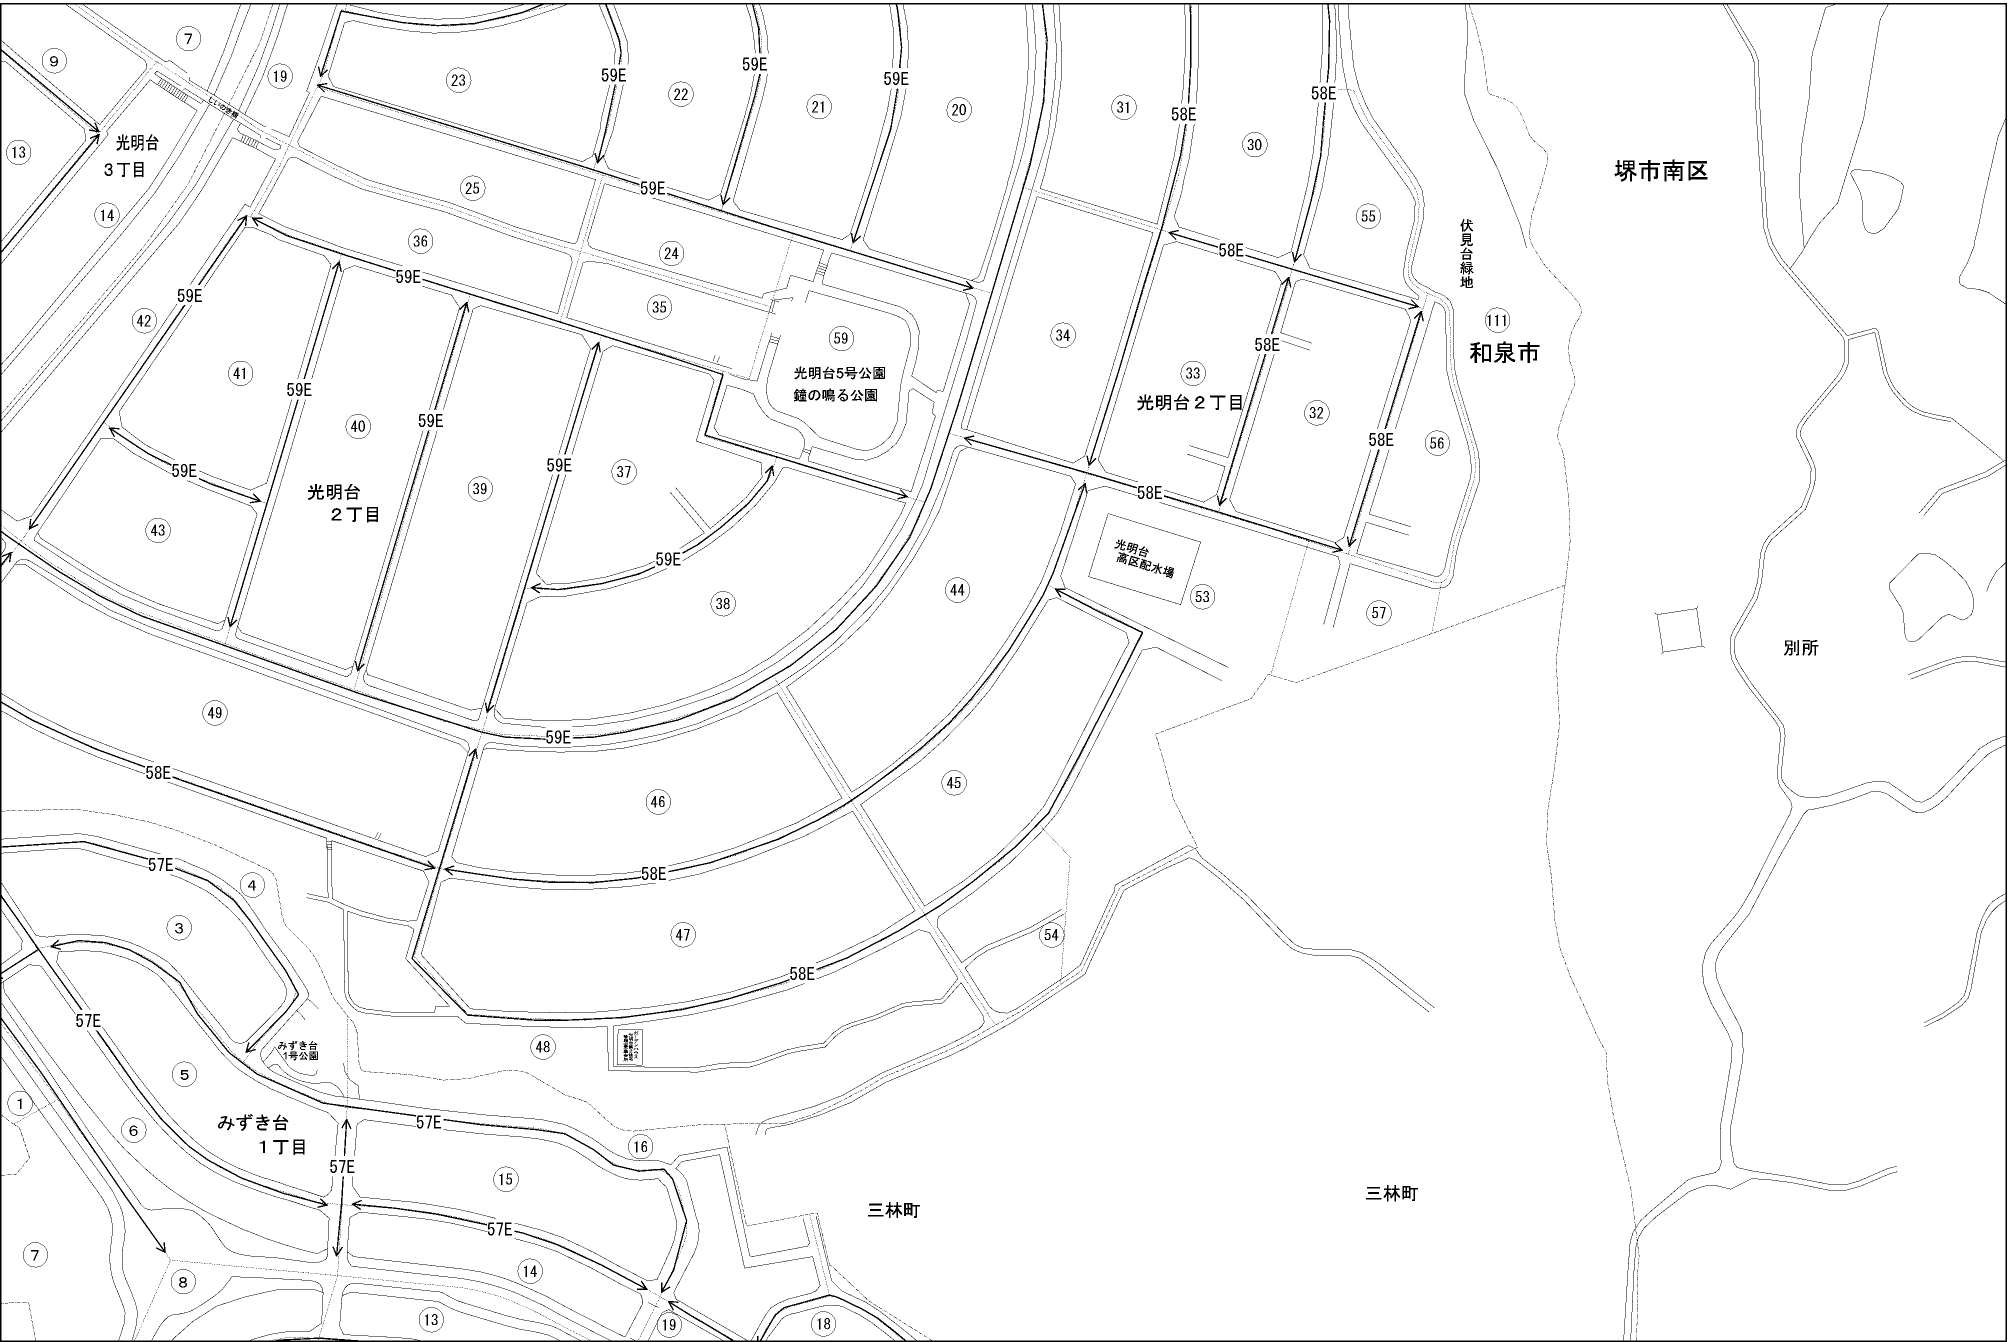 7
9
19
23
59E
22
59E
21
59E
20
31
58E
58E
30
13
光明台
3丁目
14
25
59E
堺市南区
55
伏見台緑地
36
59E
24
58E
59E
42
35
59
34
58E
111
和泉市
41
59E
光明台5号公園
鐘の鳴る公園
33
光明台2丁目
32
40
59E
58E
56
59E
43
光明台
2丁目
39
59E
37
58E
59E
光明台
高区配水場
44
53
57
38
別所
49
59E
58E
46
45
58E
57E
4
3
47
54
58E
57E
みずき台
1号公園
48
5
1
6
みずき台
1丁目
57E
57E
16
15
57E
三林町
三林町
7
8
14
13
19
18